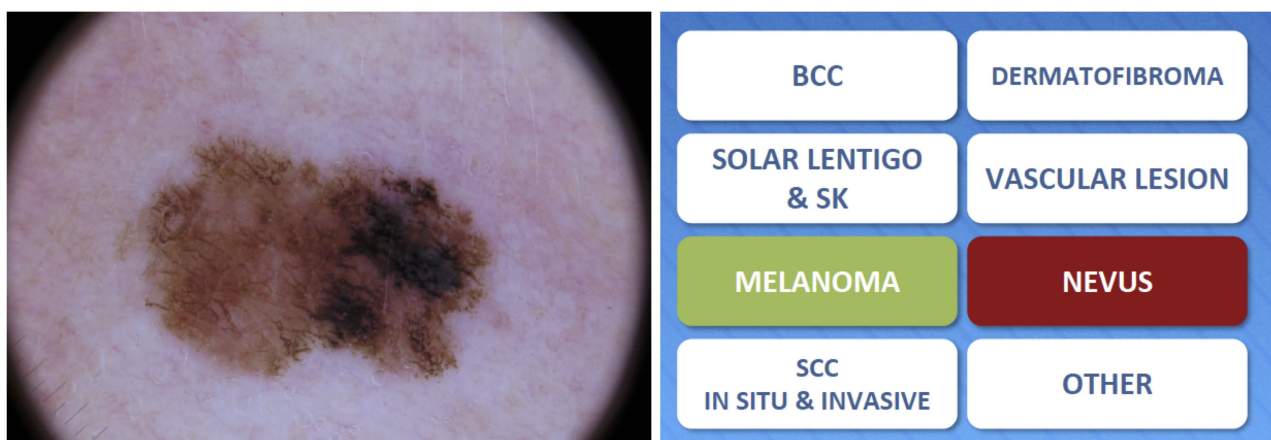 BCC
DERMATOFIBROMA
SOLAR LENTIGO
& SK
VASCULAR LESION
MELANOMA
NEVUS
SCC
IN SITU & INVASIVE
OTHER